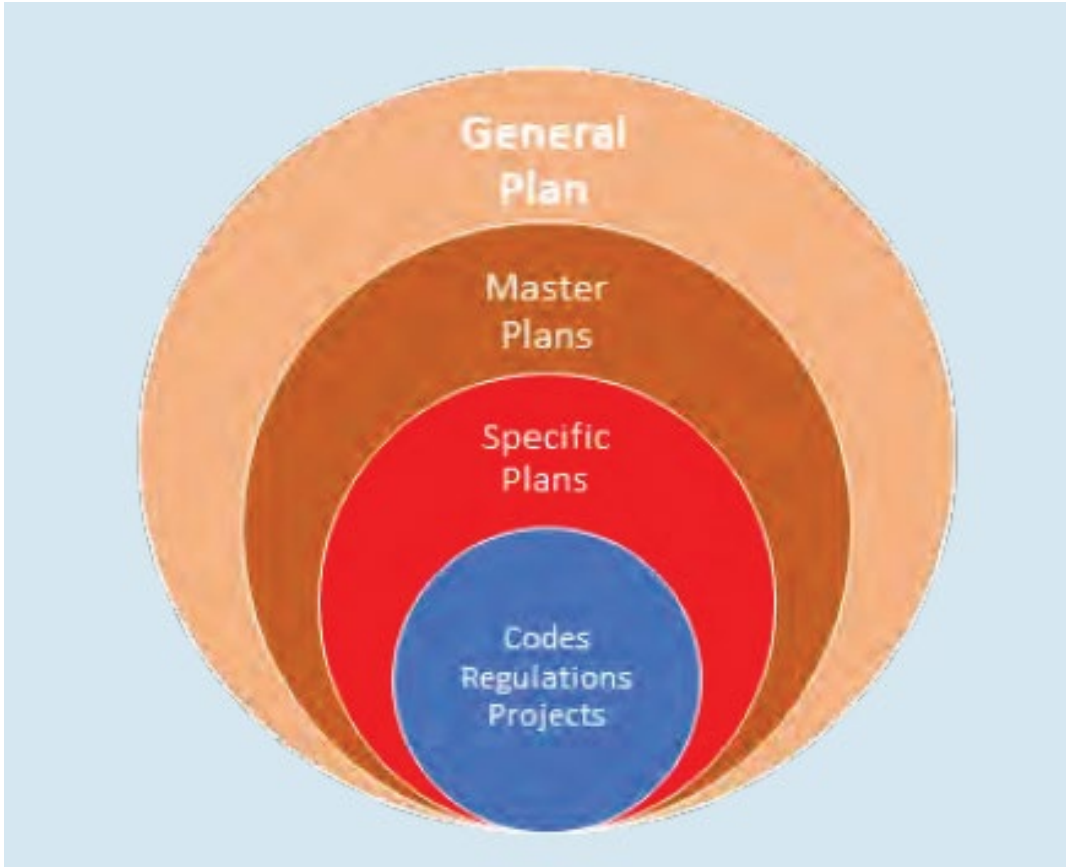 General
Plan
Master
Plans
Specific
Plans
Codes
Regulations
Projects